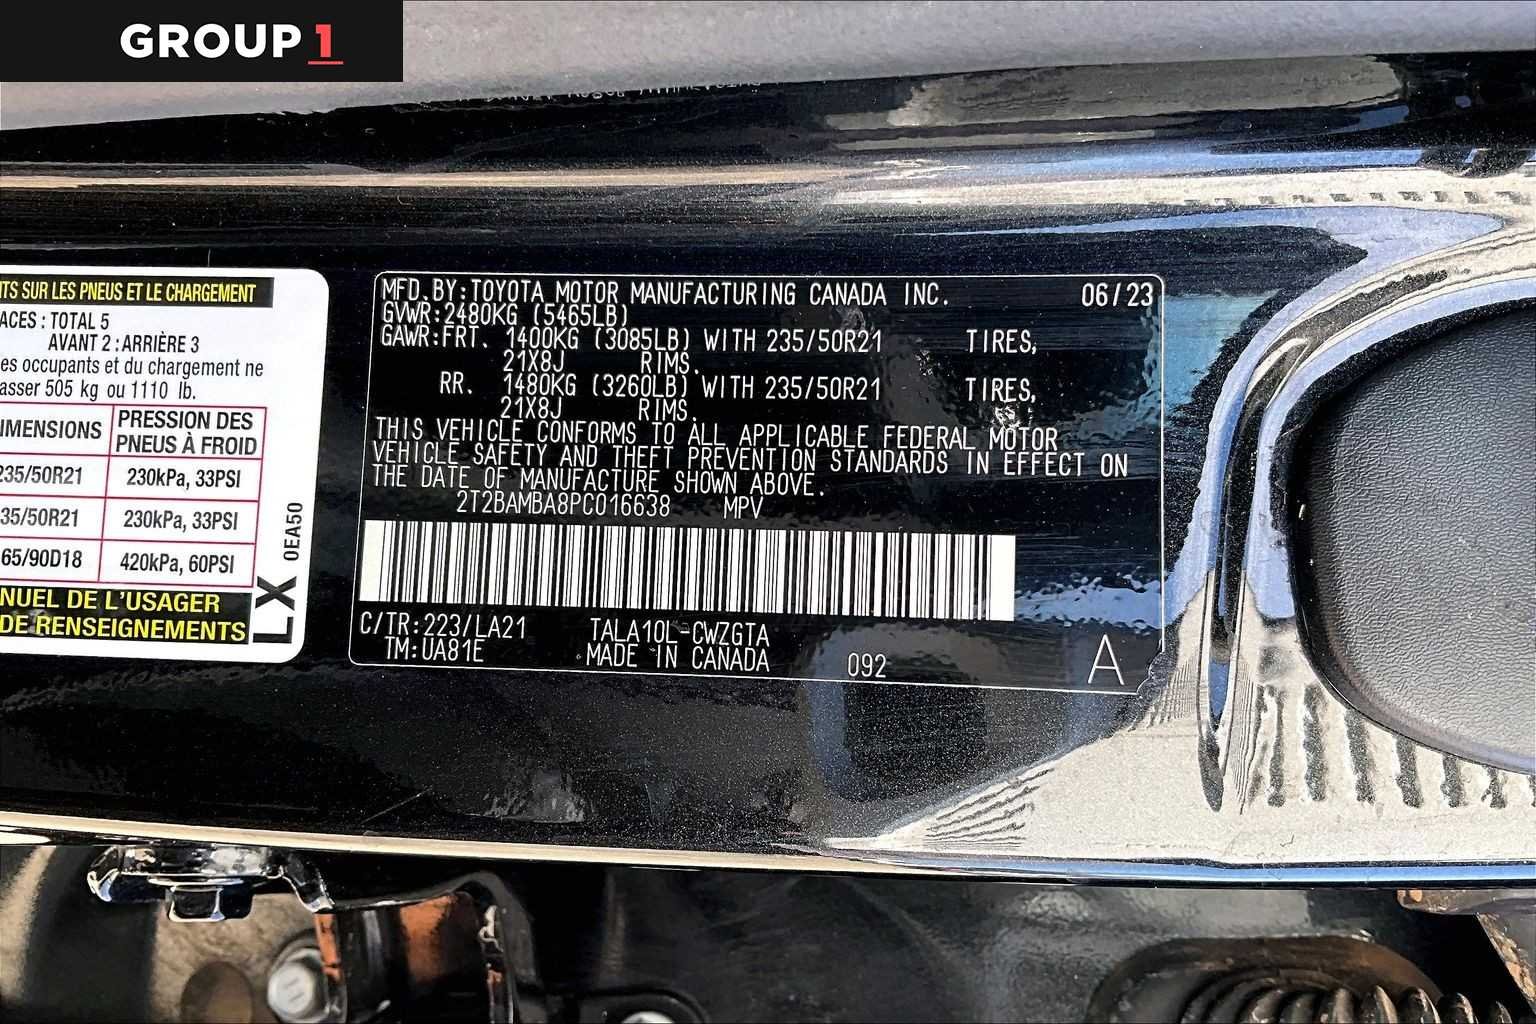 GROUP 1
ITS SUR LES PNEUS ET LE CHARGEMENT
ACES : TOTAL 5
AVANT 2 : ARRIÈRE 3
es occupants et du chargement ne
asser 505 kg ou 1110 lb.
IMENSIONS PRESSION DES PNEUS À FROID
235/50R21 230kPa, 33PSI
35/50R21 230kPa, 33PSI
65/90D18 420kPa, 60PSI
NUEL DE L'USAGER
DE RENSEIGNEMENTS
LX 0EA50
MFD.BY:TOYOTA MOTOR MANUFACTURING CANADA INC. 06/23
GVWR:2480KG (5465LB)
GAWR:FRT. 1400KG (3085LB) WITH 235/50R21 TIRES,
21X8J RIMS.
RR. 1480KG (3260LB) WITH 235/50R21 TIRES,
21X8J RIMS.
THIS VEHICLE CONFORMS TO ALL APPLICABLE FEDERAL MOTOR
VEHICLE SAFETY AND THEFT PREVENTION STANDARDS IN EFFECT ON
THE DATE OF MANUFACTURE SHOWN ABOVE.
2T2BAMBA8PC016638 MPV
C/TR:223/LA21 TALA10L-CWZGTA
TM:UA81E MADE IN CANADA 092 A